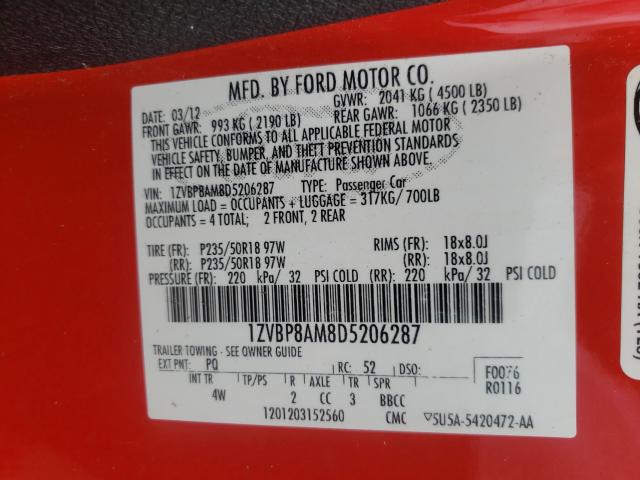 MFD. BY FORD MOTOR CO.
DATE: 03/12 GVWR: 2041 KG ( 4500 LB)
FRONT GAWR: 993 KG ( 2190 LB) REAR GAWR: 1066 KG ( 2350 LB)
THIS VEHICLE CONFORMS TO ALL APPLICABLE FEDERAL MOTOR
VEHICLE SAFETY, BUMPER, AND THEFT PREVENTION STANDARDS
IN EFFECT ON THE DATE OF MANUFACTURE SHOWN ABOVE.
VIN: 1ZVBP8AM8D5206287 TYPE: Passenger Car
MAXIMUM LOAD = OCCUPANTS + LUGGAGE = 317KG/ 700LB
OCCUPANTS = 4 TOTAL; 2 FRONT, 2 REAR
TIRE (FR): P235/50R18 97W RIMS (FR): 18x8.0J
(RR): P235/50R18 97W (RR): 18x8.0J
PRESSURE (FR): 220 kPa/ 32 PSI COLD (RR): 220 kPa/ 32 PSI COLD
1ZVBP8AM8D5206287
TRAILER TOWING - SEE OWNER GUIDE
EXT PNT: PQ RC: 52 DSO: F0076
INT TR TP/PS R AXLE TR SPR R0116
4W 2 CC 3 BBCC
1201203152560 CMC 5U5A-5420472-AA